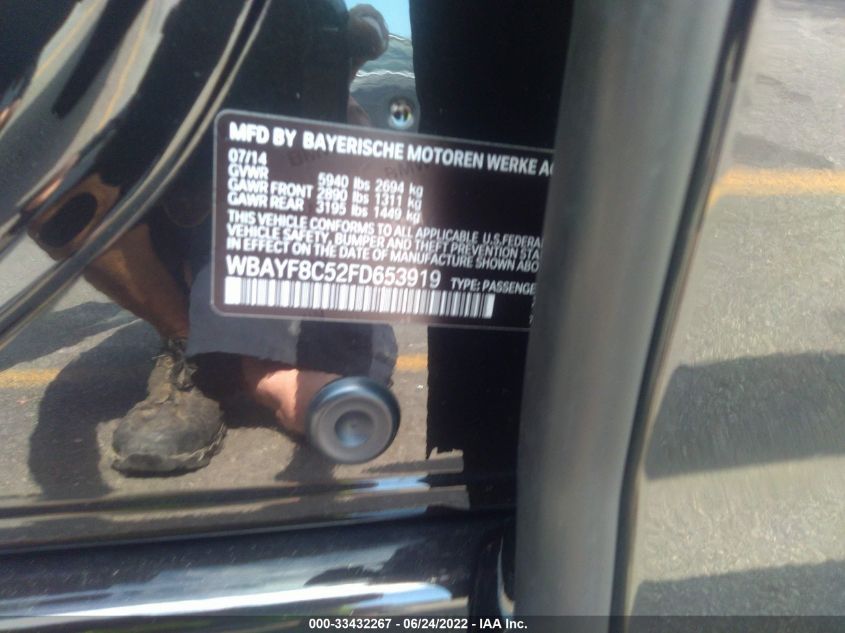 MFD BY BAYERISCHE MOTOREN WERKE AG
07/14
GVWR 5940 lbs 2694 kg
GAWR FRONT 2890 lbs 1311 kg
GAWR REAR 3195 lbs 1449 kg
THIS VEHICLE CONFORMS TO ALL APPLICABLE U.S.FEDERAL
VEHICLE SAFETY, BUMPER AND THEFT PREVENTION STA
IN EFFECT ON THE DATE OF MANUFACTURE SHOWN ABO
WBAYF8C52FD653919 TYPE: PASSENGE
000-33432267 - 06/24/2022 - IAA Inc.